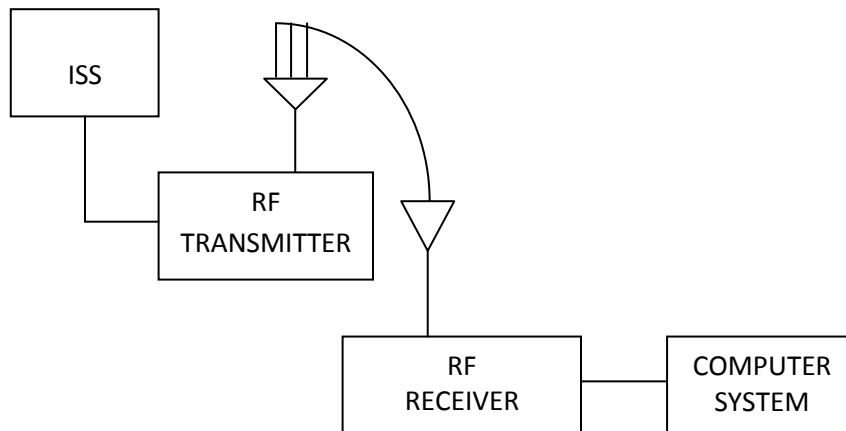 ISS
RF
TRANSMITTER
RF
RECEIVER
COMPUTER
SYSTEM